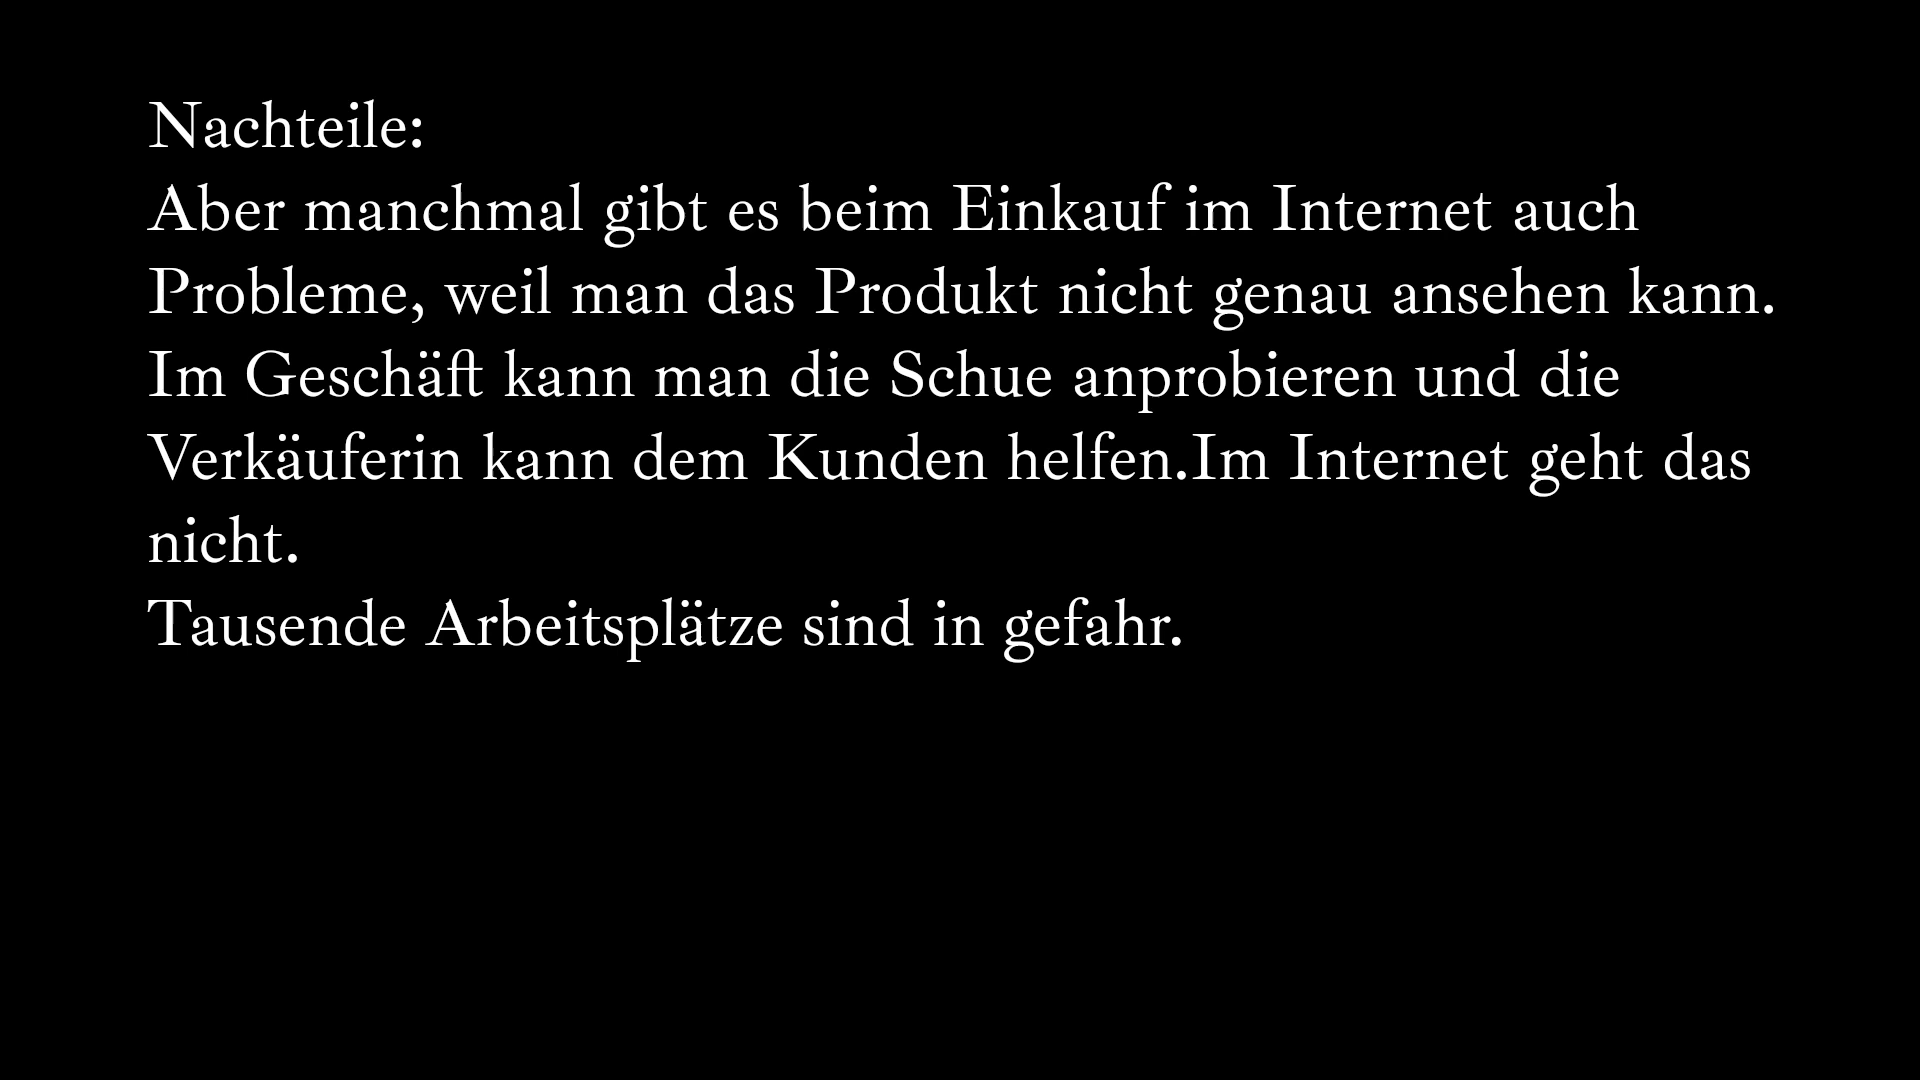 Nachteile:
Aber manchmal gibt es beim Einkauf im Internet auch
Probleme, weil man das Produkt nicht genau ansehen kann.
Im Geschäft kann man die Schue anprobieren und die
Verkäuferin kann dem Kunden helfen.Im Internet geht das
nicht.
Tausende Arbeitsplätze sind in gefahr.